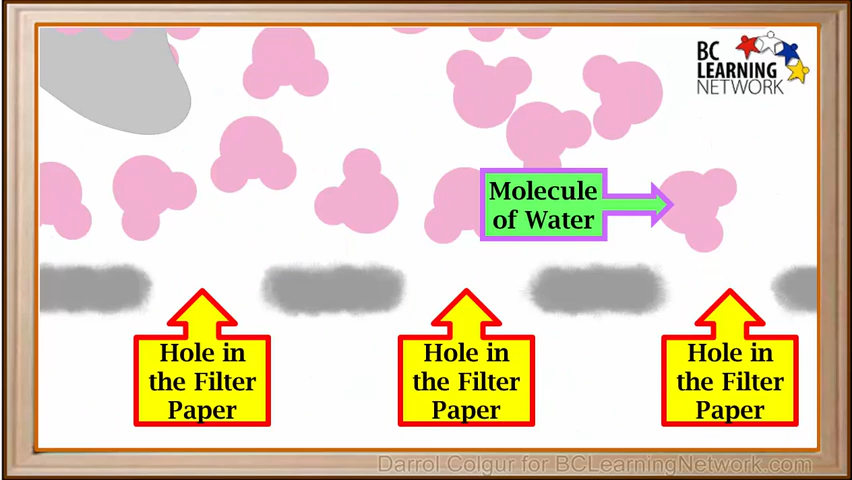 BC
LEARNING
NETWORK
Molecule
of Water
Hole in
the Filter
Paper
Hole in
the Filter
Paper
Hole in
the Filter
Paper
Darrol Colgur for BCLearningNetwork.com